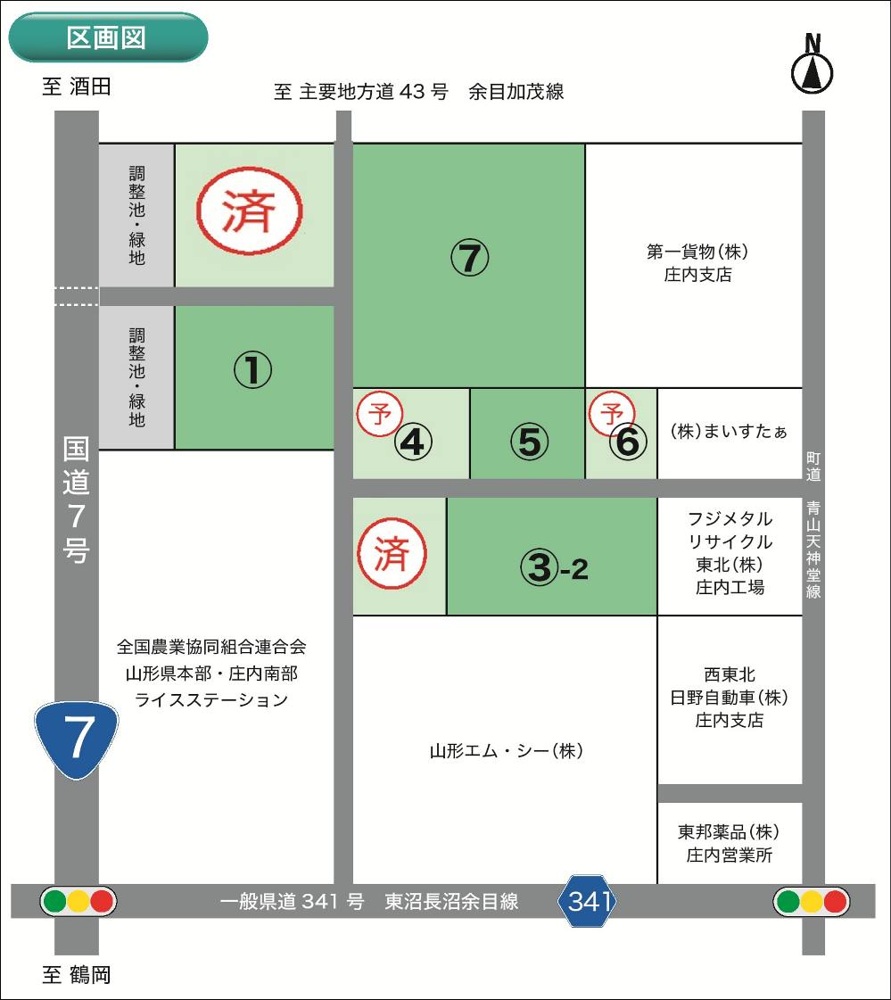 区画図
N
至 酒田
至 主要地方道43号　余目加茂線
調整池・緑地
済
⑦
第一貨物(株)
庄内支店
調整池・緑地
①
予
④
⑤
予
⑥
(株)まいすたぁ
国道7号
町道　青山天神堂線
済
③-2
フジメタル
リサイクル
東北(株)
庄内工場
全国農業協同組合連合会
山形県本部・庄内南部
ライスステーション
7
山形エム・シー(株)
西東北
日野自動車(株)
庄内支店
東邦薬品(株)
庄内営業所
一般県道341号　東沼長沼余目線
341
至 鶴岡